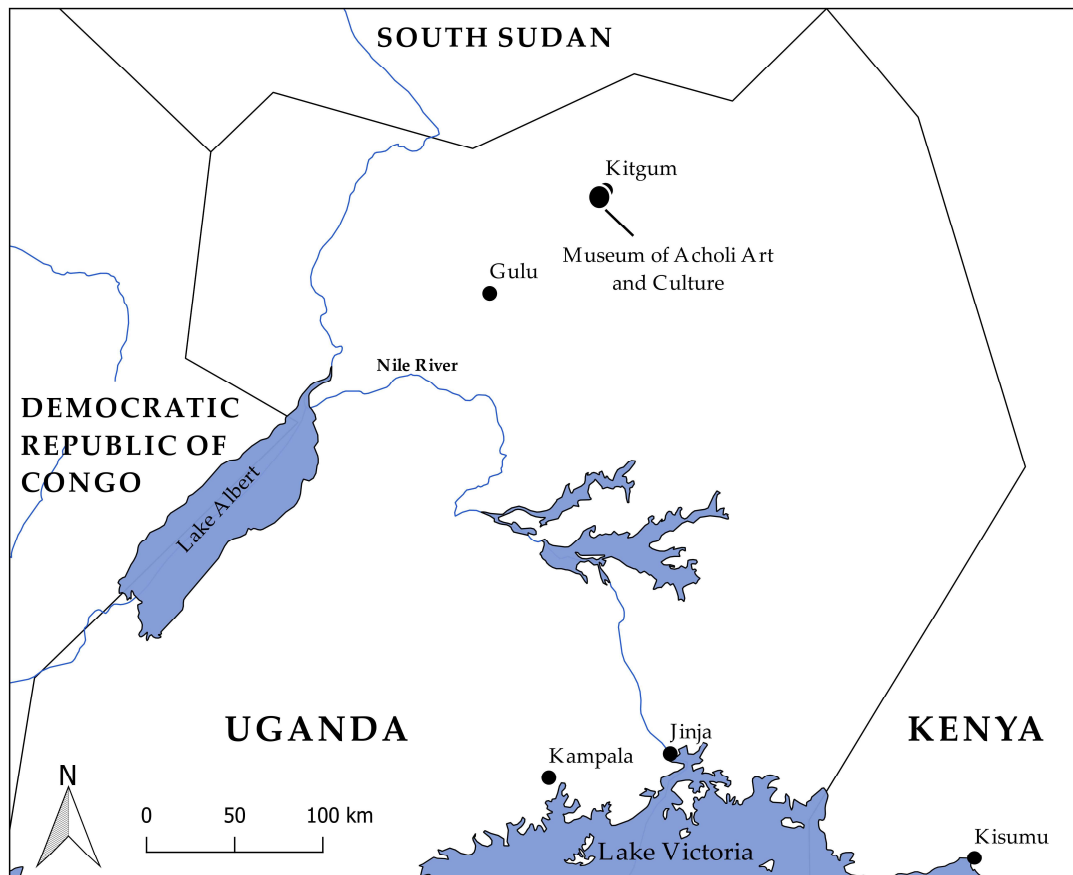 SOUTH SUDAN
Kitgum
Museum of Acholi Art
and Culture
Gulu
Nile River
DEMOCRATIC
REPUBLIC OF
CONGO
Lake Albert
UGANDA
KENYA
Jinja
Kampala
N
0 50 100 km
Kisumu
Lake Victoria